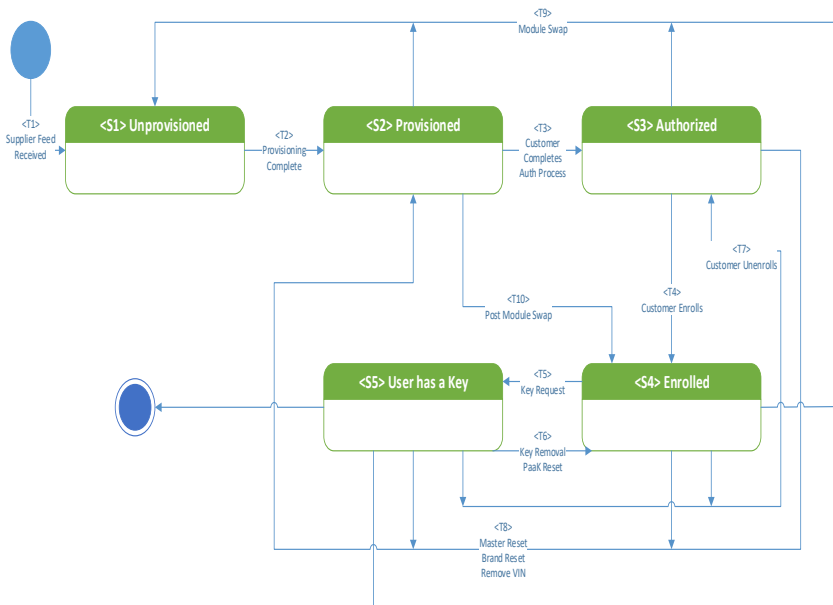 <T9>
Module Swap
<T1>
Supplier Feed
Received
<S1> Unprovisioned
<T2>
Provisioning
Complete
<S2> Provisioned
<T3>
Customer
Completes
Auth Process
<S3> Authorized
<T7>
Customer Unenrolls
<T10>
Post Module Swap
<T4>
Customer Enrolls
<S5> User has a Key
<T5>
Key Request
<S4> Enrolled
<T6>
Key Removal
PaaK Reset
<T8>
Master Reset
Brand Reset
Remove VIN